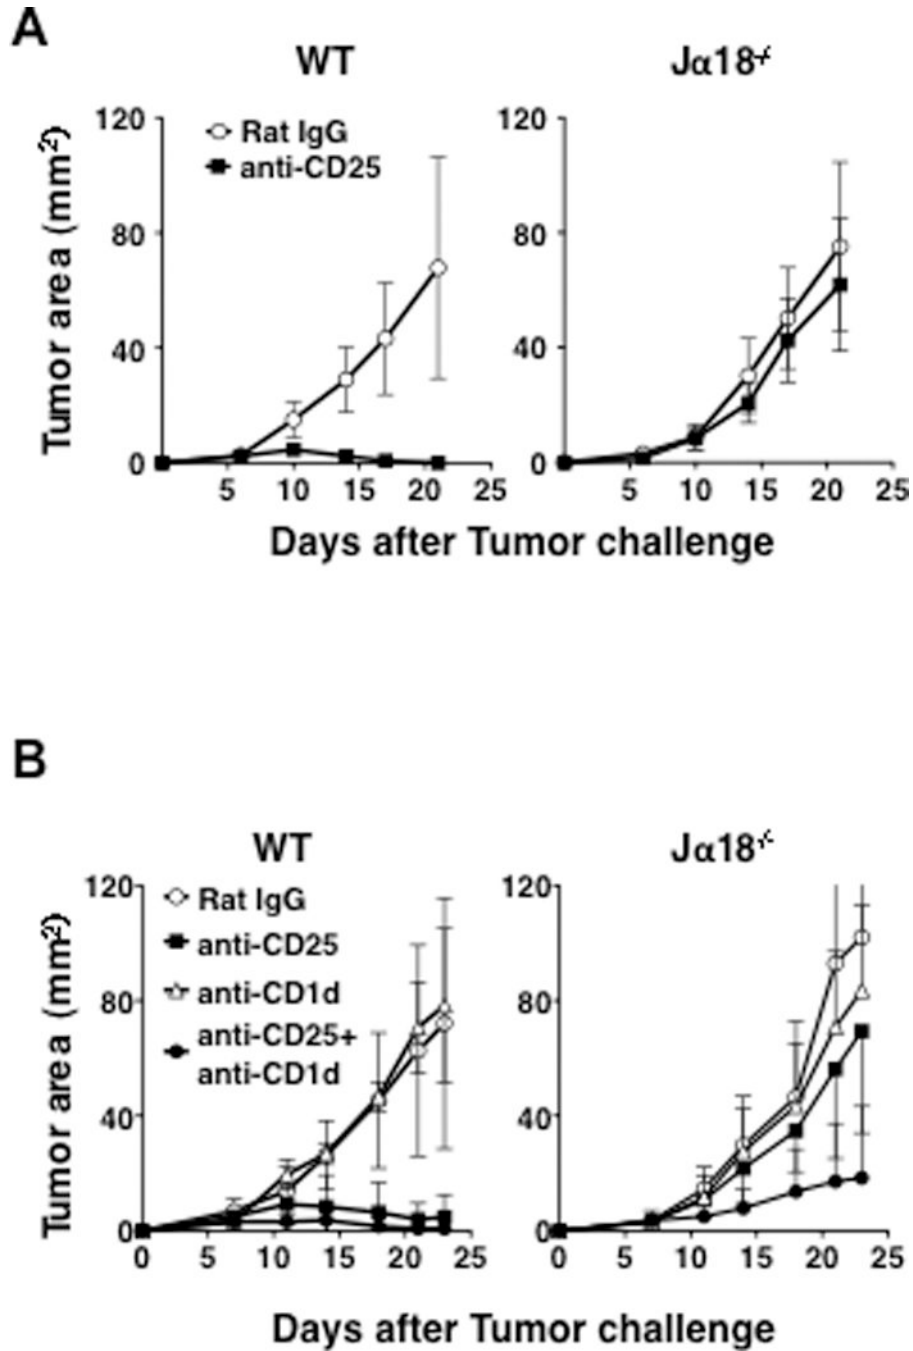 A
WT
Jα18-/-
120
80
40
0
Tumor area (mm2)
Rat IgG
anti-CD25
5 10 15 20 25
120
80
40
0
5 10 15 20 25
Days after Tumor challenge
B
WT
Jα18-/-
120
80
40
0
Tumor area (mm2)
Rat IgG
anti-CD25
anti-CD1d
anti-CD25+
anti-CD1d
0 5 10 15 20 25
120
80
40
0
0 5 10 15 20 25
Days after Tumor challenge